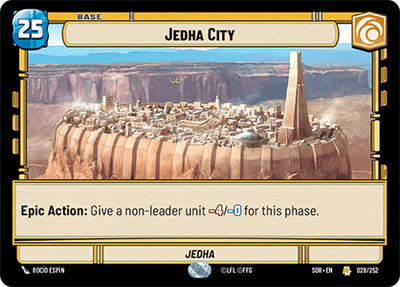 25
BASE
JEDHA CITY
Epic Action: Give a non-leader unit -4/-0 for this phase.
JEDHA
ROCÍO ESPÍN
©LFL ©FFG
SOR • EN
028/252